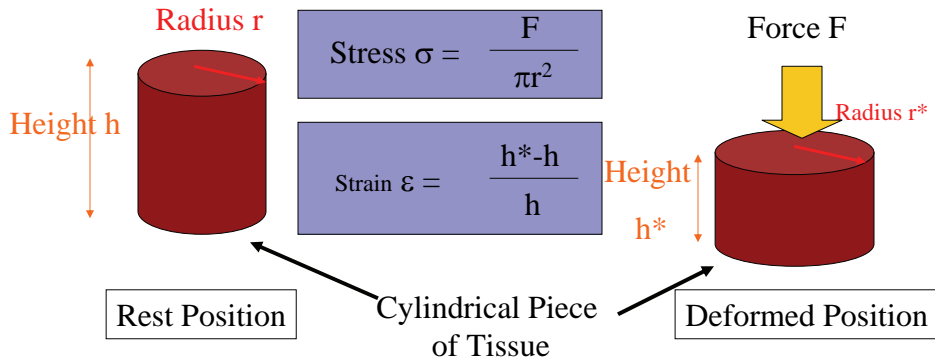 Radius r
Height h
Stress σ = F
πr²
Strain ε = h*-h
h
Force F
Radius r*
Height
h*
Cylindrical Piece
of Tissue
Rest Position
Deformed Position